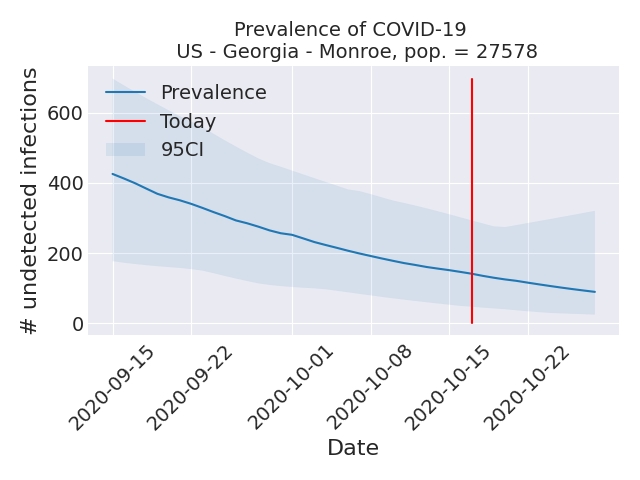 Prevalence of COVID-19
US - Georgia - Monroe, pop. = 27578
# undetected infections
600
400
200
0
Prevalence
Today
95CI
2020-09-15
2020-09-22
2020-10-01
2020-10-08
2020-10-15
2020-10-22
Date